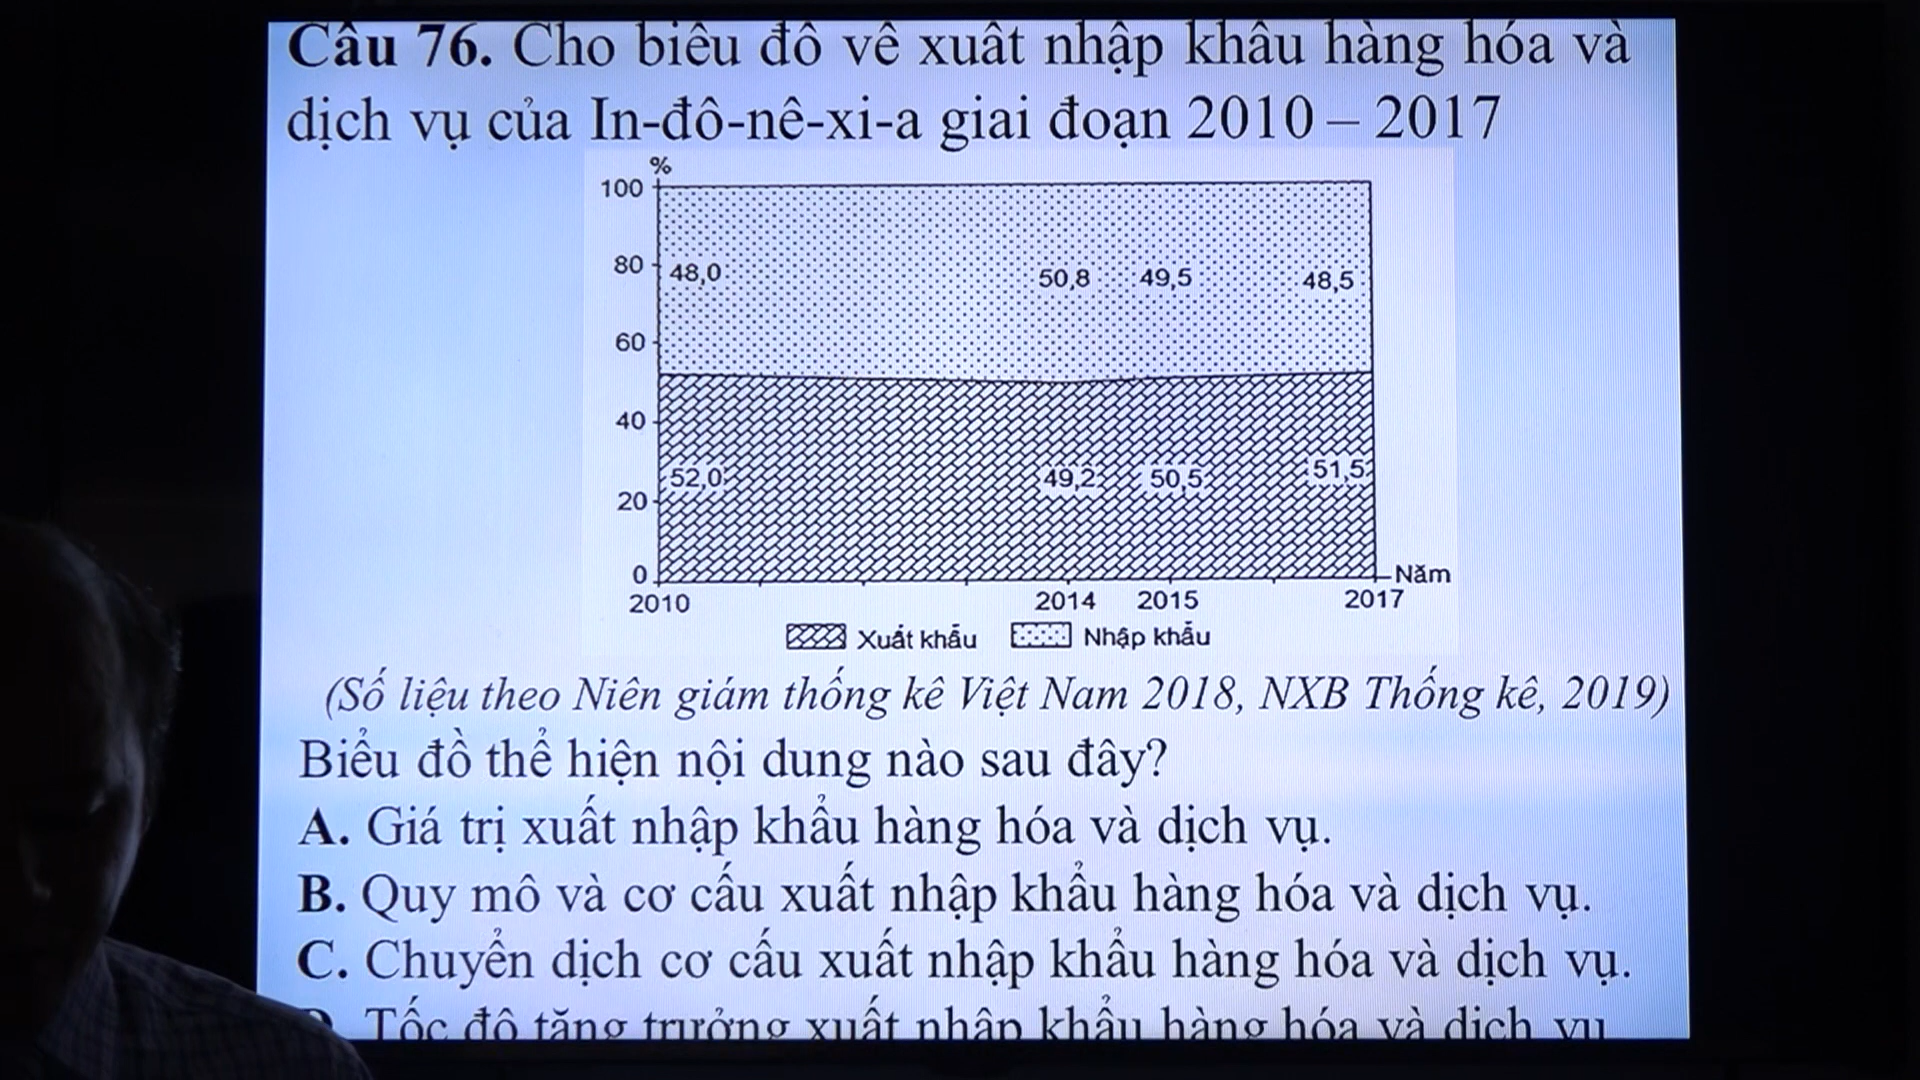 Câu 76. Cho biểu đồ về xuất nhập khẩu hàng hóa và
dịch vụ của In-đô-nê-xi-a giai đoạn 2010 – 2017
%
100
80
60
40
20
0
48,0 50,8 49,5 48,5
52,0 49,2 50,5 51,5
Năm
2010 2014 2015 2017
Xuất khẩu Nhập khẩu
(Số liệu theo Niên giám thống kê Việt Nam 2018, NXB Thống kê, 2019)
Biểu đồ thể hiện nội dung nào sau đây?
A. Giá trị xuất nhập khẩu hàng hóa và dịch vụ.
B. Quy mô và cơ cấu xuất nhập khẩu hàng hóa và dịch vụ.
C. Chuyển dịch cơ cấu xuất nhập khẩu hàng hóa và dịch vụ.
Tốc độ tăng trưởng xuất nhập khẩu hàng hóa và dịch vụ